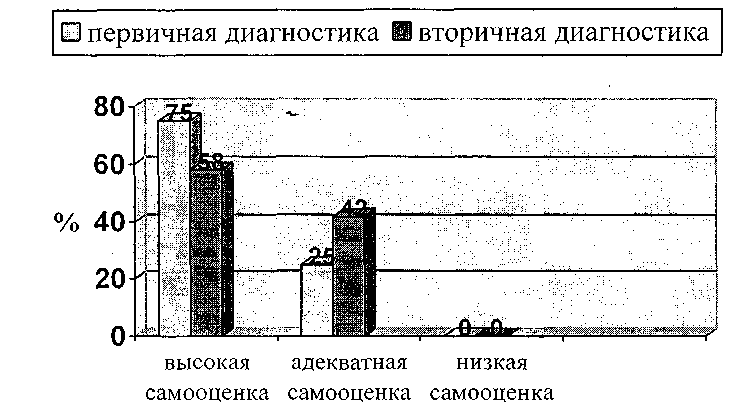 первичная диагностика вторичная диагностика
80
75
60
58
%
40
42
25
20
0
0 0
высокая самооценка
адекватная самооценка
низкая самооценка